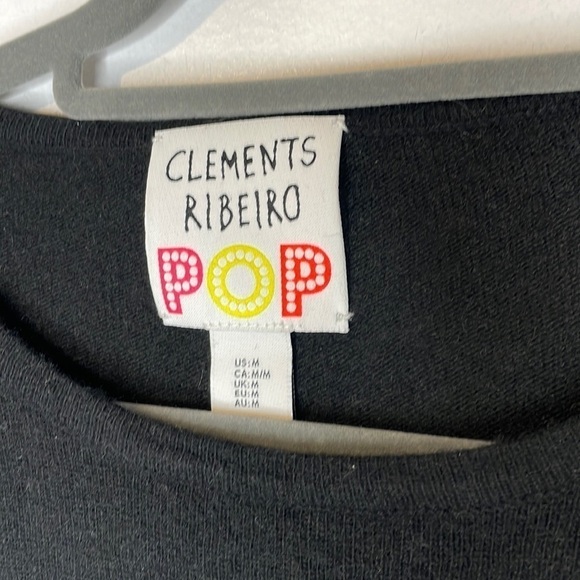 CLEMENTS
RIBEIRO
POP
US:M
CA:M/M
UK:M
EU:M
AU:M